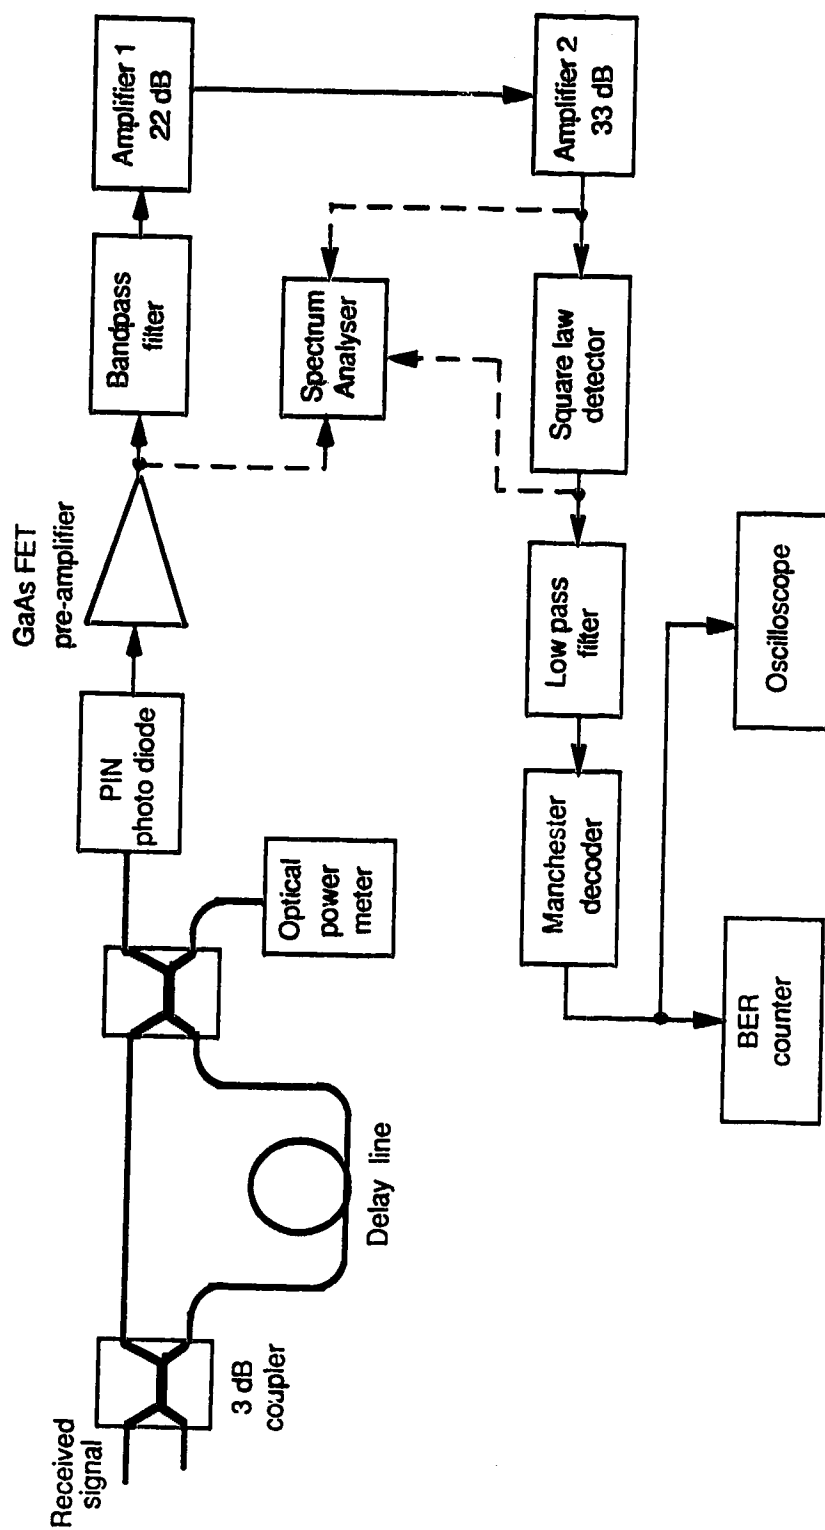 Received
signal
3 dB
coupler
Delay line
Optical
power
meter
PIN
photo diode
GaAs FET
pre-amplifier
Bandpass
filter
Amplifier 1
22 dB
Spectrum
Analyser
Amplifier 2
33 dB
Square law
detector
Low pass
filter
Manchester
decoder
BER
counter
Oscilloscope